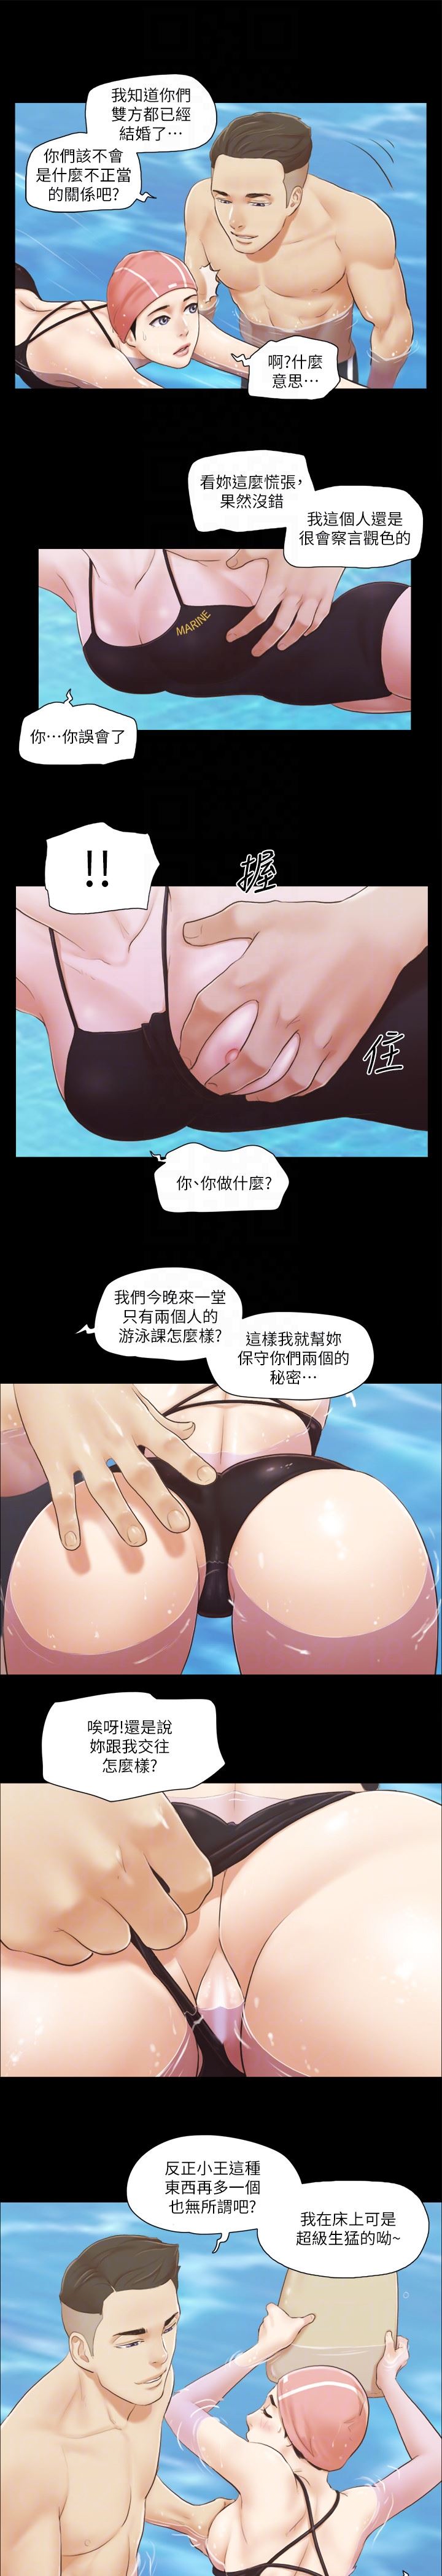 我知道你們
雙方都已經
結婚了⋯
你們該不會
是什麼不正當
的關係吧?
啊?什麼
意思⋯
看妳這麼慌張,
果然沒錯
我這個人還是
很會察言觀色的
MARINE
你⋯你誤會了
!!
握
住
你、你做什麼?
我們今晚來一堂
只有兩個人的
游泳課怎麼樣?
這樣我就幫妳
保守你們兩個的
秘密⋯
唉呀!還是說
妳跟我交往
怎麼樣?
反正小王這種
東西再多一個
也無所謂吧?
我在床上可是
超級生猛的呦~